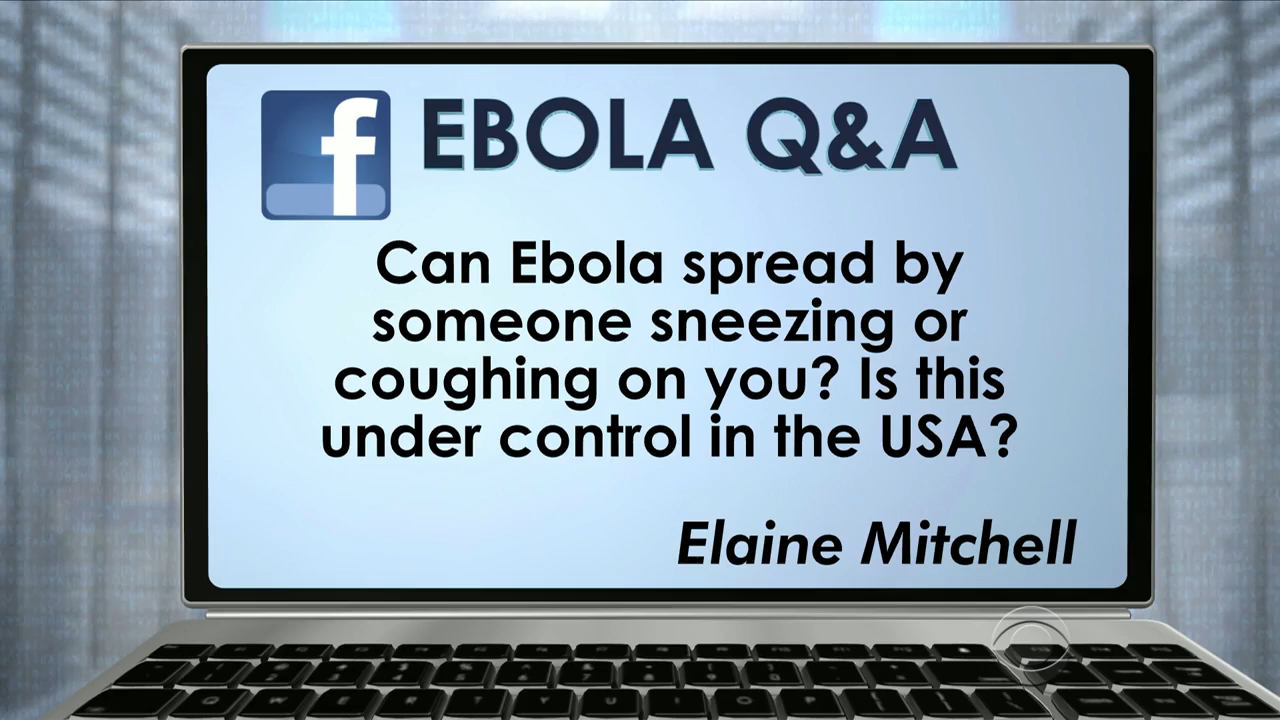 f EBOLA Q&A
Can Ebola spread by
someone sneezing or
coughing on you? Is this
under control in the USA?
Elaine Mitchell